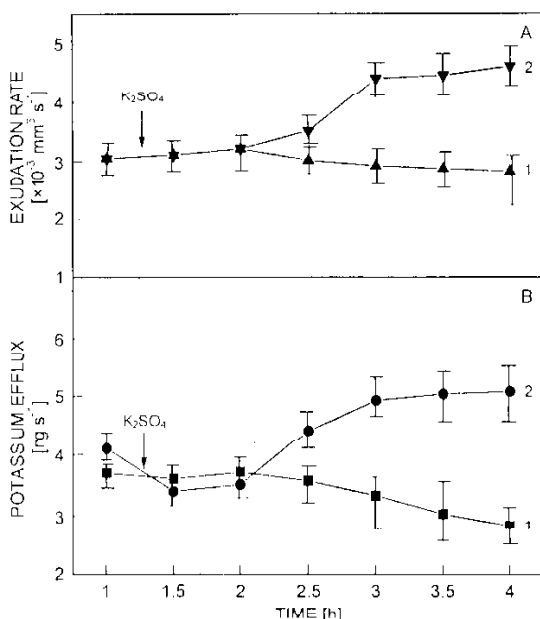 A
5
4
3
2
1
EXUDATION RATE
[×10⁻³ mm³ s⁻¹]
K₂SO₄
2
1
B
6
5
4
3
2
POTASSUM EFFLUX
[ng s⁻¹]
K₂SO₄
2
1
1 1.5 2 2.5 3 3.5 4
TIME [h]